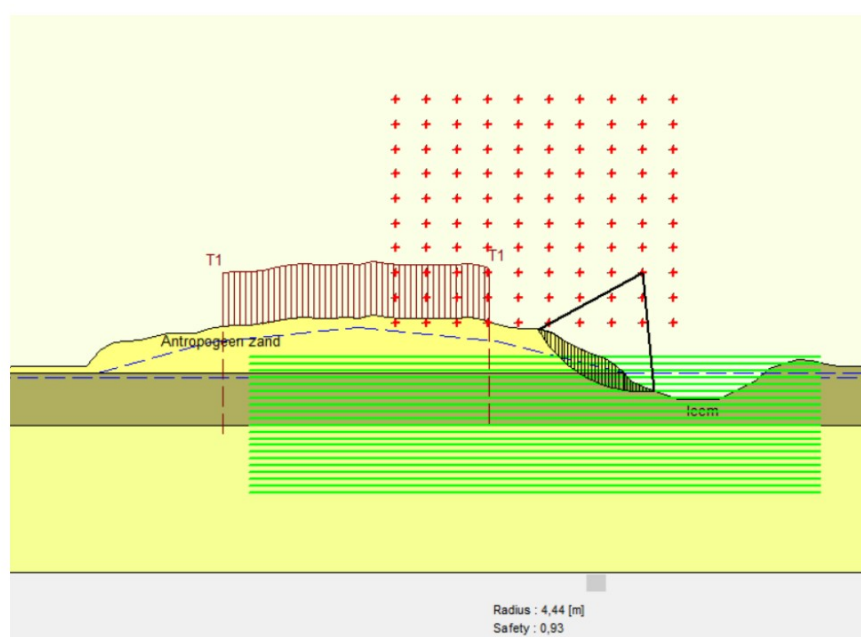 T1
T1
Antropogeen zand
leem
Radius : 4,44 [m]
Safety : 0,93